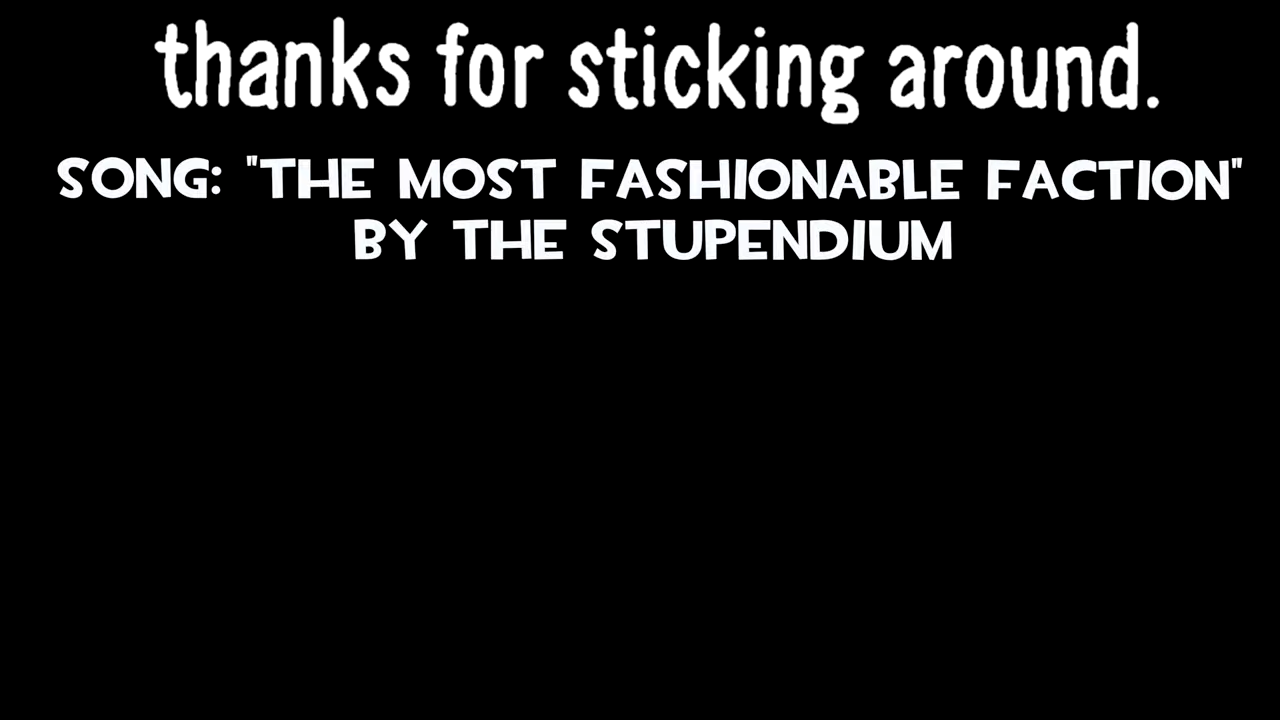 thanks for sticking around.
SONG: "THE MOST FASHIONABLE FACTION"
BY THE STUPENDIUM